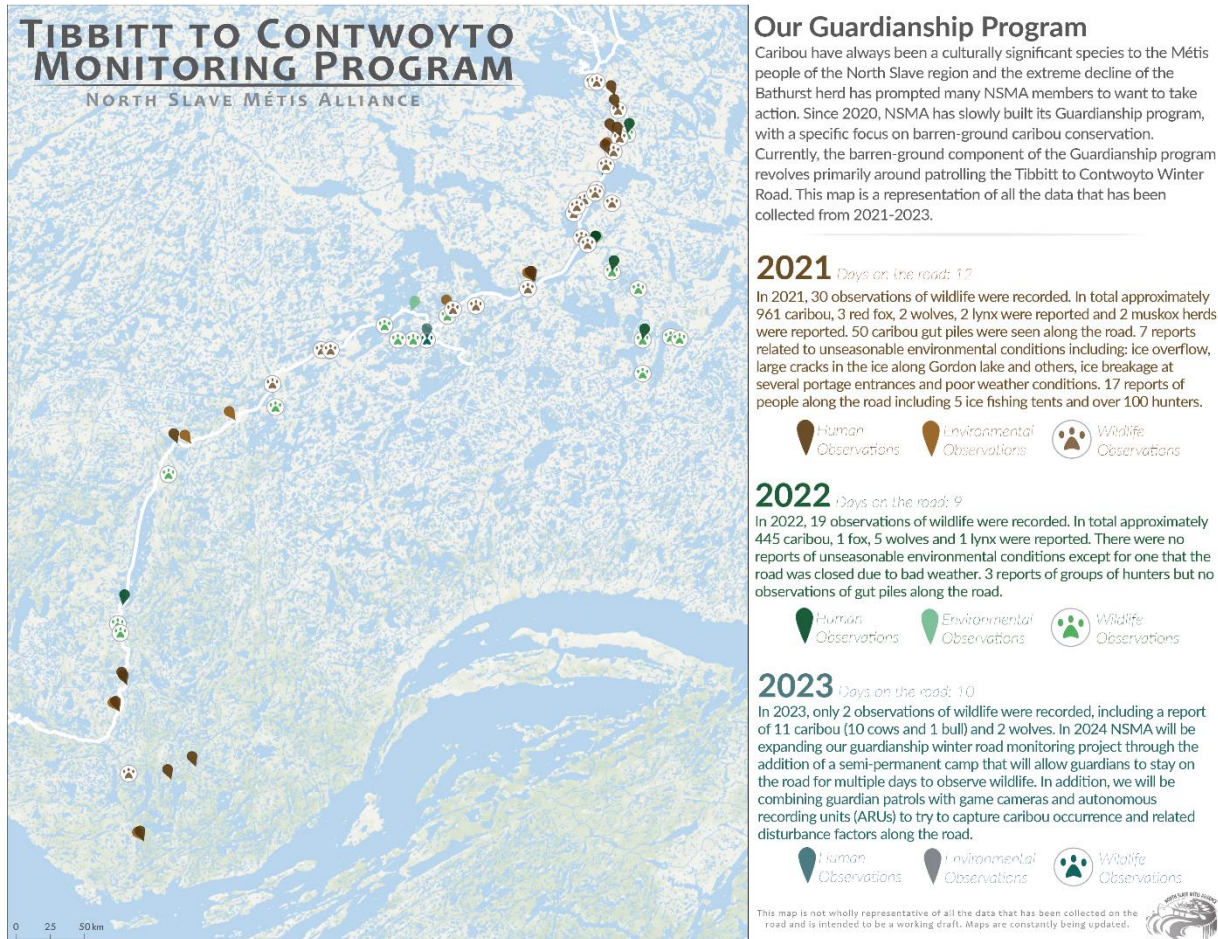 TIBBITT TO CONTWOYTO
MONITORING PROGRAM
NORTH SLAVE MÉTIS ALLIANCE
0 25 50 km
Our Guardianship Program
Caribou have always been a culturally significant species to the Métis
people of the North Slave region and the extreme decline of the
Bathurst herd has prompted many NSMA members to want to take
action. Since 2020, NSMA has slowly built its Guardianship program,
with a specific focus on barren-ground caribou conservation.
Currently, the barren-ground component of the Guardianship program
revolves primarily around patrolling the Tibbitt to Contwoyto Winter
Road. This map is a representation of all the data that has been
collected from 2021-2023.
2021 Days on the road: 12
In 2021, 30 observations of wildlife were recorded. In total approximately
961 caribou, 3 red fox, 2 wolves, 2 lynx were reported and 2 muskox herds
were reported. 50 caribou gut piles were seen along the road. 7 reports
related to unseasonable environmental conditions including: ice overflow,
large cracks in the ice along Gordon lake and others, ice breakage at
several portage entrances and poor weather conditions. 17 reports of
people along the road including 5 ice fishing tents and over 100 hunters.
Human Environmental Wildlife
Observations Observations Observations
2022 Days on the road: 9
In 2022, 19 observations of wildlife were recorded. In total approximately
445 caribou, 1 fox, 5 wolves and 1 lynx were reported. There were no
reports of unseasonable environmental conditions except for one that the
road was closed due to bad weather. 3 reports of groups of hunters but no
observations of gut piles along the road.
Human Environmental Wildlife
Observations Observations Observations
2023 Days on the road: 10
In 2023, only 2 observations of wildlife were recorded, including a report
of 11 caribou (10 cows and 1 bull) and 2 wolves. In 2024 NSMA will be
expanding our guardianship winter road monitoring project through the
addition of a semi-permanent camp that will allow guardians to stay on
the road for multiple days to observe wildlife. In addition, we will be
combining guardian patrols with game cameras and autonomous
recording units (ARUs) to try to capture caribou occurrence and related
disturbance factors along the road.
Human Environmental Wildlife
Observations Observations Observations
This map is not wholly representative of all the data that has been collected on the
road and is intended to be a working draft. Maps are constantly being updated.
NORTH SLAVE METIS ALLIANCE